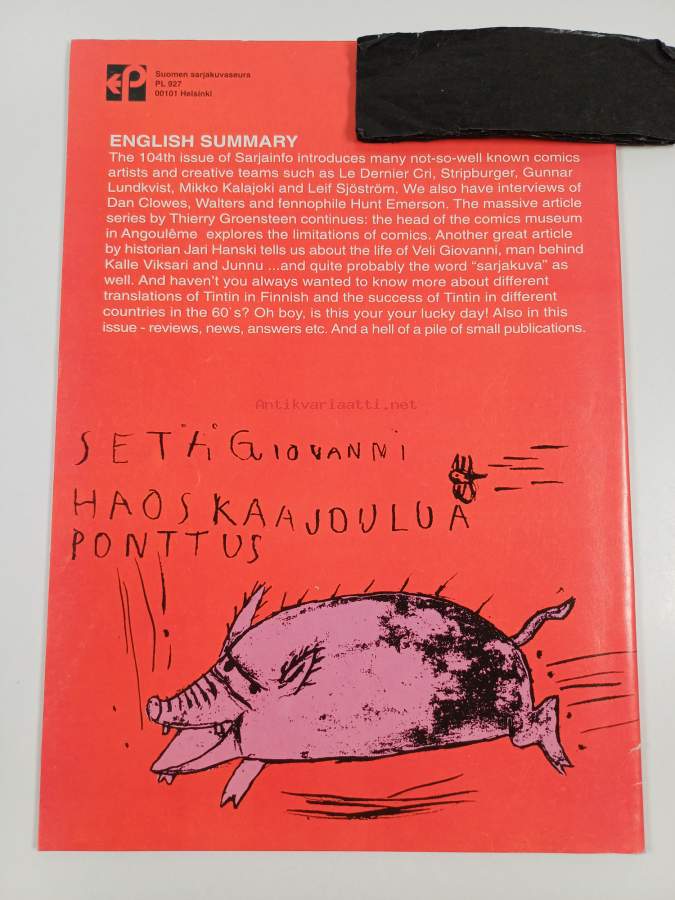 Suomen sarjakuvaseura
PL 927
00101 Helsinki
ENGLISH SUMMARY
The 104th issue of Sarjainfo introduces many not-so-well known comics
artists and creative teams such as Le Dernier Cri, Stripburger, Gunnar
Lundkvist, Mikko Kalajoki and Leif Sjöström. We also have interviews of
Dan Clowes, Walters and fennophile Hunt Emerson. The massive article
series by Thierry Groensteen continues: the head of the comics museum
in Angoulême explores the limitations of comics. Another great article
by historian Jari Hanski tells us about the life of Veli Giovanni, man behind
Kalle Viksari and Junnu ...and quite probably the word "sarjakuva" as
well. And haven't you always wanted to know more about different
translations of Tintin in Finnish and the success of Tintin in different
countries in the 60`s? Oh boy, is this your your lucky day! Also in this
issue - reviews, news, answers etc. And a hell of a pile of small publications.
Antikvariaatti.net
SETÄ GIOVANNI
HAOSKAAJOULUA
PONTTUS